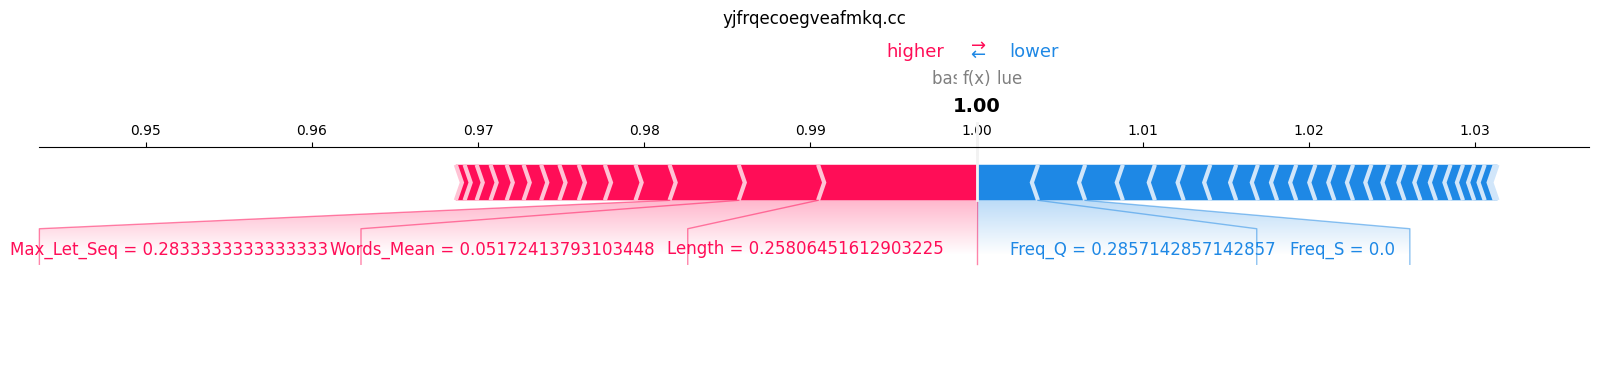 yjfrqecoegveafmkq.cc
higher ⇄ lower
f(x)
1.00
0.95 0.96 0.97 0.98 0.99 1.00 1.01 1.02 1.03
Max_Let_Seq = 0.2833333333333333 Words_Mean = 0.05172413793103448 Length = 0.25806451612903225 Freq_Q = 0.2857142857142857 Freq_S = 0.0